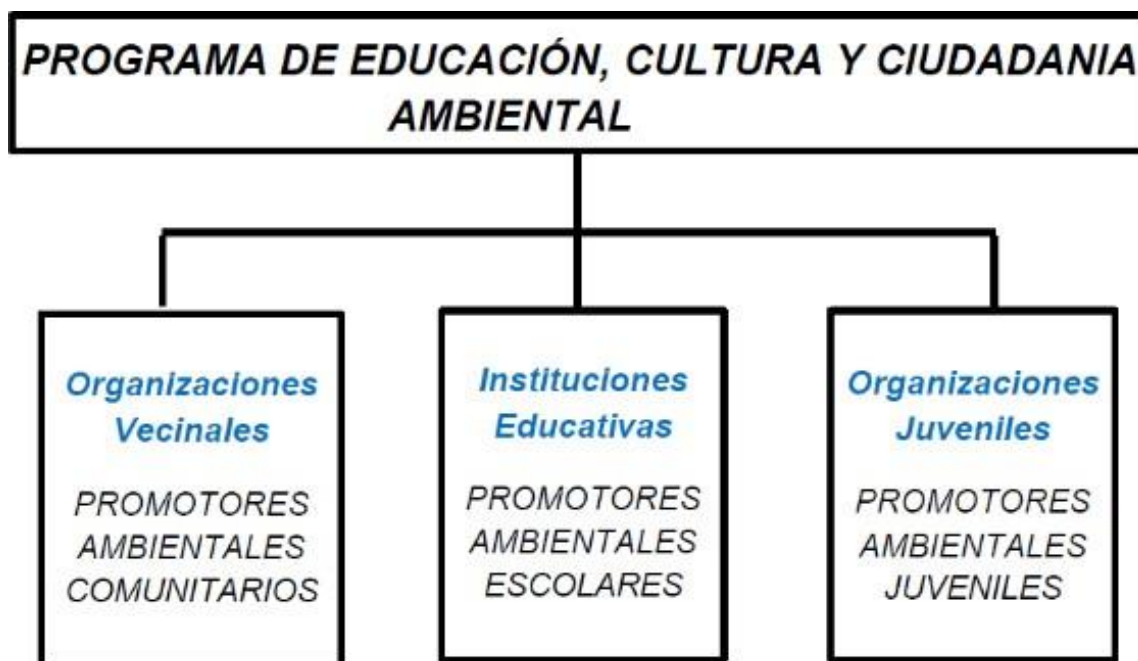 PROGRAMA DE EDUCACIÓN, CULTURA Y CIUDADANIA
AMBIENTAL
Organizaciones
Vecinales
PROMOTORES
AMBIENTALES
COMUNITARIOS
Instituciones
Educativas
PROMOTORES
AMBIENTALES
ESCOLARES
Organizaciones
Juveniles
PROMOTORES
AMBIENTALES
JUVENILES